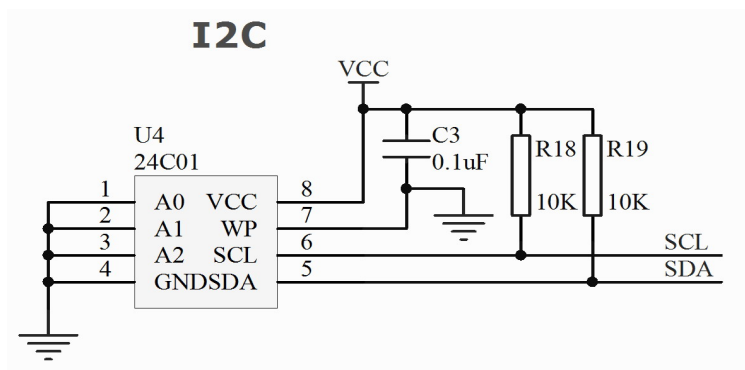 I2C
VCC
U4
24C01
C3
0.1uF
R18
R19
10K
10K
1 A0 VCC 8
2 A1 WP 7
3 A2 SCL 6
4 GNDSDA 5
SCL
SDA